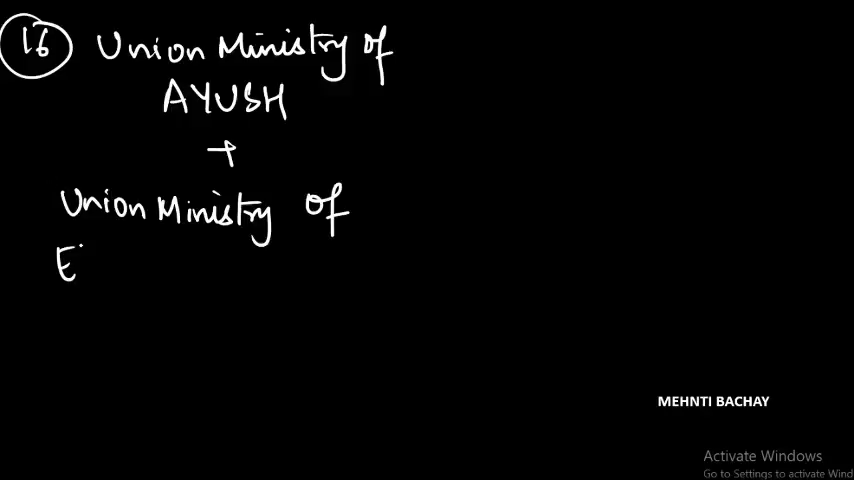 16 Union Ministry of
AYUSH
+
Union Ministry of
E
MEHNTI BACHAY
Activate Windows
Go to Settings to activate Wind